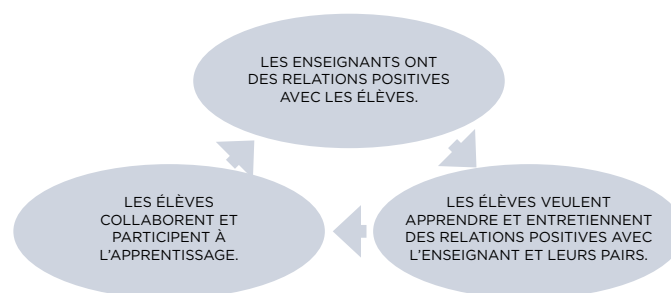 LES ENSEIGNANTS ONT
DES RELATIONS POSITIVES
AVEC LES ÉLÈVES.
LES ÉLÈVES VEULENT
APPRENDRE ET ENTRETIENNENT
DES RELATIONS POSITIVES AVEC
L'ENSEIGNANT ET LEURS PAIRS.
LES ÉLÈVES
COLLABORENT ET
PARTICIPENT À
L'APPRENTISSAGE.